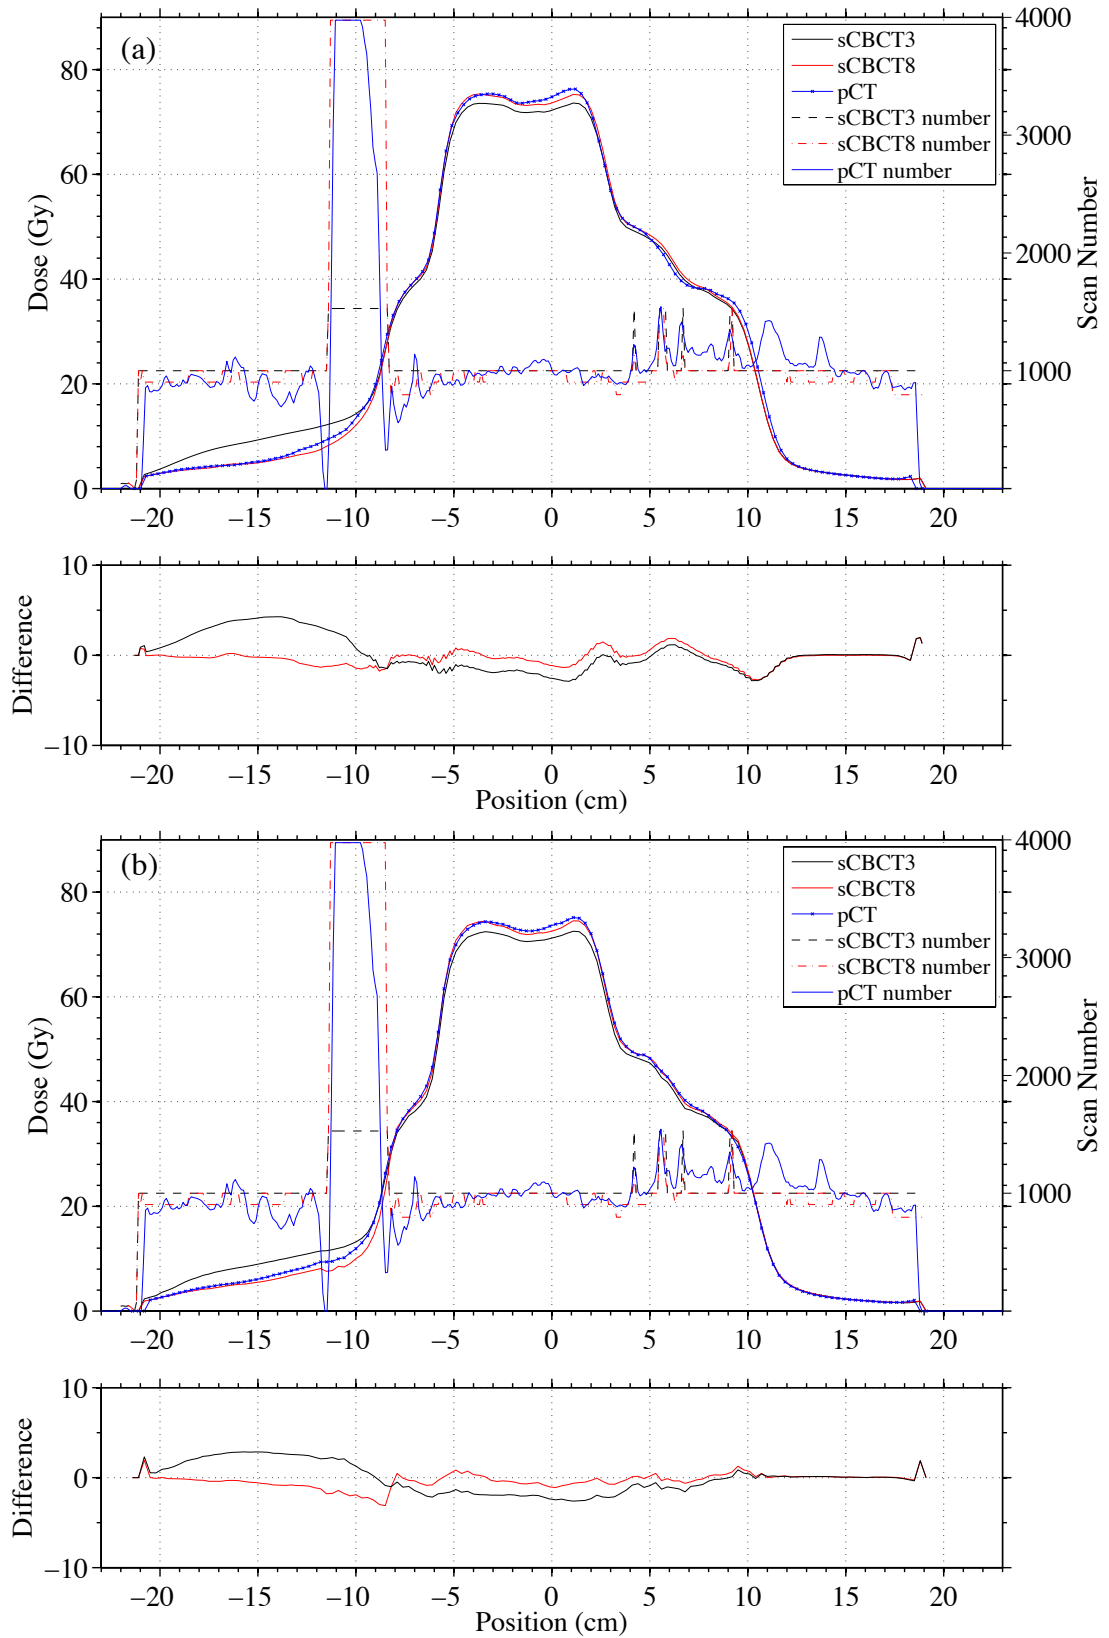 (a)
sCBCT3
sCBCT8
pCT
sCBCT3 number
sCBCT8 number
pCT number
Dose (Gy)
Scan Number
0
20
40
60
80
1000
2000
3000
4000
−20 −15 −10 −5 0 5 10 15 20
Difference
10
0
−10
−20 −15 −10 −5 0 5 10 15 20
Position (cm)
(b)
sCBCT3
sCBCT8
pCT
sCBCT3 number
sCBCT8 number
pCT number
Dose (Gy)
Scan Number
0
20
40
60
80
0
1000
2000
3000
4000
−20 −15 −10 −5 0 5 10 15 20
Difference
10
0
−10
−20 −15 −10 −5 0 5 10 15 20
Position (cm)